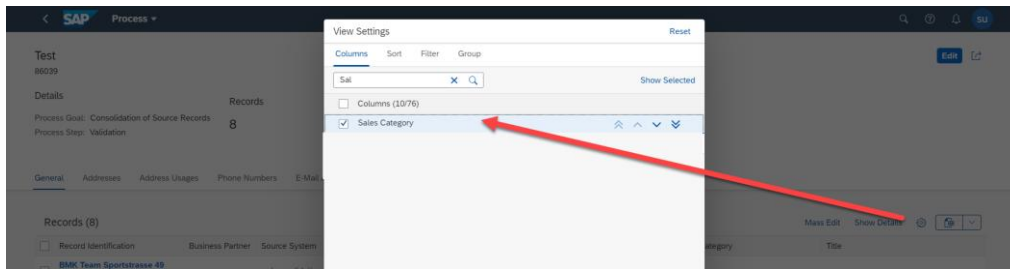 SAP Process
SU
Test
86029
Edit
Details
Process Goal: Consolidation of Source Records
Process Step: Validation
Records
8
General Addresses Address Usages Phone Numbers E-Mail
Records (8)
Mass Edit Show Details
Record Identification Business Partner Source System
Title
BMK Team Sportstrasse 49
View Settings
Reset
Columns Sort Filter Group
Sal
Show Selected
Columns (10/76)
Sales Category